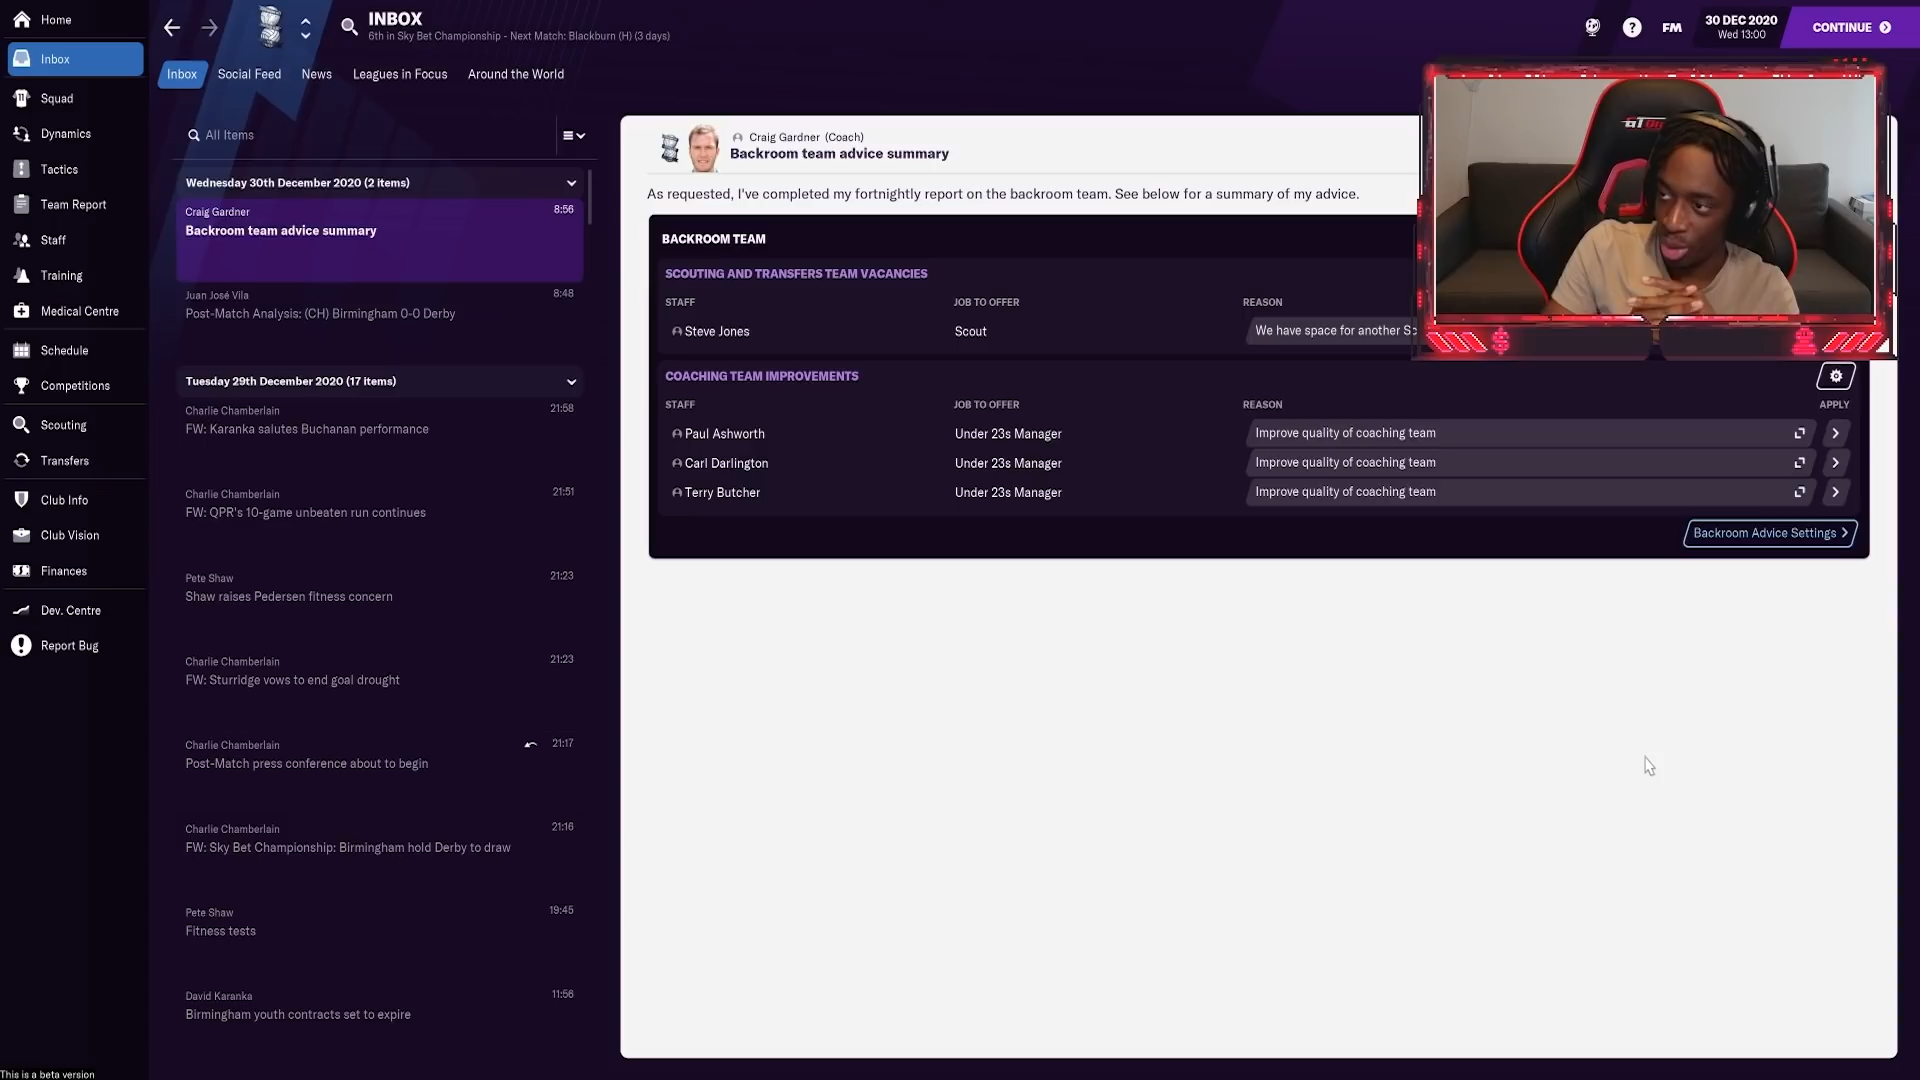 Home
Inbox
Squad
Dynamics
Tactics
Team Report
Staff
Training
Medical Centre
Schedule
Competitions
Scouting
Transfers
Club Info
Club Vision
Finances
Dev. Centre
Report Bug
This is a beta version
INBOX
6th in Sky Bet Championship - Next Match: Blackburn (H) (3 days)
FM
30 DEC 2020
Wed 13:00
CONTINUE
Inbox Social Feed News Leagues in Focus Around the World
All Items
Wednesday 30th December 2020 (2 items)
Craig Gardner 8:56
Backroom team advice summary
Juan José Vila 8:48
Post-Match Analysis: (CH) Birmingham 0-0 Derby
Tuesday 29th December 2020 (17 items)
Charlie Chamberlain 21:58
FW: Karanka salutes Buchanan performance
Charlie Chamberlain 21:51
FW: QPR's 10-game unbeaten run continues
Pete Shaw 21:23
Shaw raises Pedersen fitness concern
Charlie Chamberlain 21:23
FW: Sturridge vows to end goal drought
Charlie Chamberlain 21:17
Post-Match press conference about to begin
Charlie Chamberlain 21:16
FW: Sky Bet Championship: Birmingham hold Derby to draw
Pete Shaw 19:45
Fitness tests
David Karanka 11:56
Birmingham youth contracts set to expire
Craig Gardner (Coach)
Backroom team advice summary
As requested, I've completed my fortnightly report on the backroom team. See below for a summary of my advice.
BACKROOM TEAM
SCOUTING AND TRANSFERS TEAM VACANCIES
STAFF JOB TO OFFER REASON
Steve Jones Scout We have space for another
COACHING TEAM IMPROVEMENTS
STAFF JOB TO OFFER REASON APPLY
Paul Ashworth Under 23s Manager Improve quality of coaching team
Carl Darlington Under 23s Manager Improve quality of coaching team
Terry Butcher Under 23s Manager Improve quality of coaching team
Backroom Advice Settings